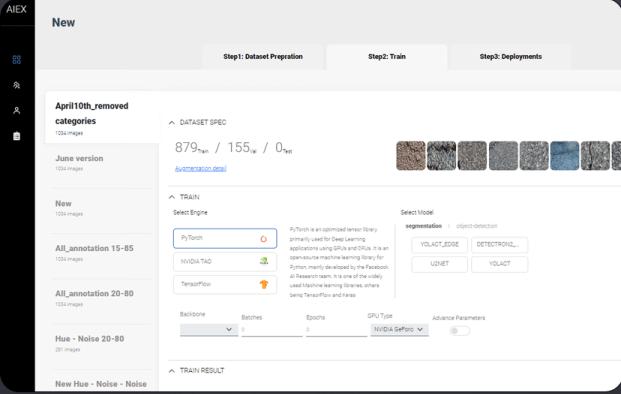 AIEX
New
Step1: Dataset Prepration
Step2: Train
Step3: Deployments
April10th_removed
categories
1034 images
June version
1034 images
New
1034 images
All_annotation 15-85
1034 images
All_annotation 20-80
1034 images
Hue - Noise 20-80
281 images
New Hue - Noise - Noise
DATASET SPEC
879Train / 155Val / 0Test
Augmentation detail
TRAIN
Select Engine
PyTorch
NVIDIA TAO
TensorFlow
PyTorch is an optimized tensor library
primarily used for Deep Learning
applications using GPUs and CPUs. It is an
open-source machine learning library for
Python, mainly developed by the Facebook
AI Research team. It is one of the widely
used Machine learning libraries, others
being TensorFlow and Keras
Select Model
segmentation | object-detection
YOLACT_EDGE
DETECTRON2_...
U2NET
YOLACT
Backbone
Batches
0
Epochs
0
GPU Type
NVIDIA GeForc
Advance Parameters
TRAIN RESULT